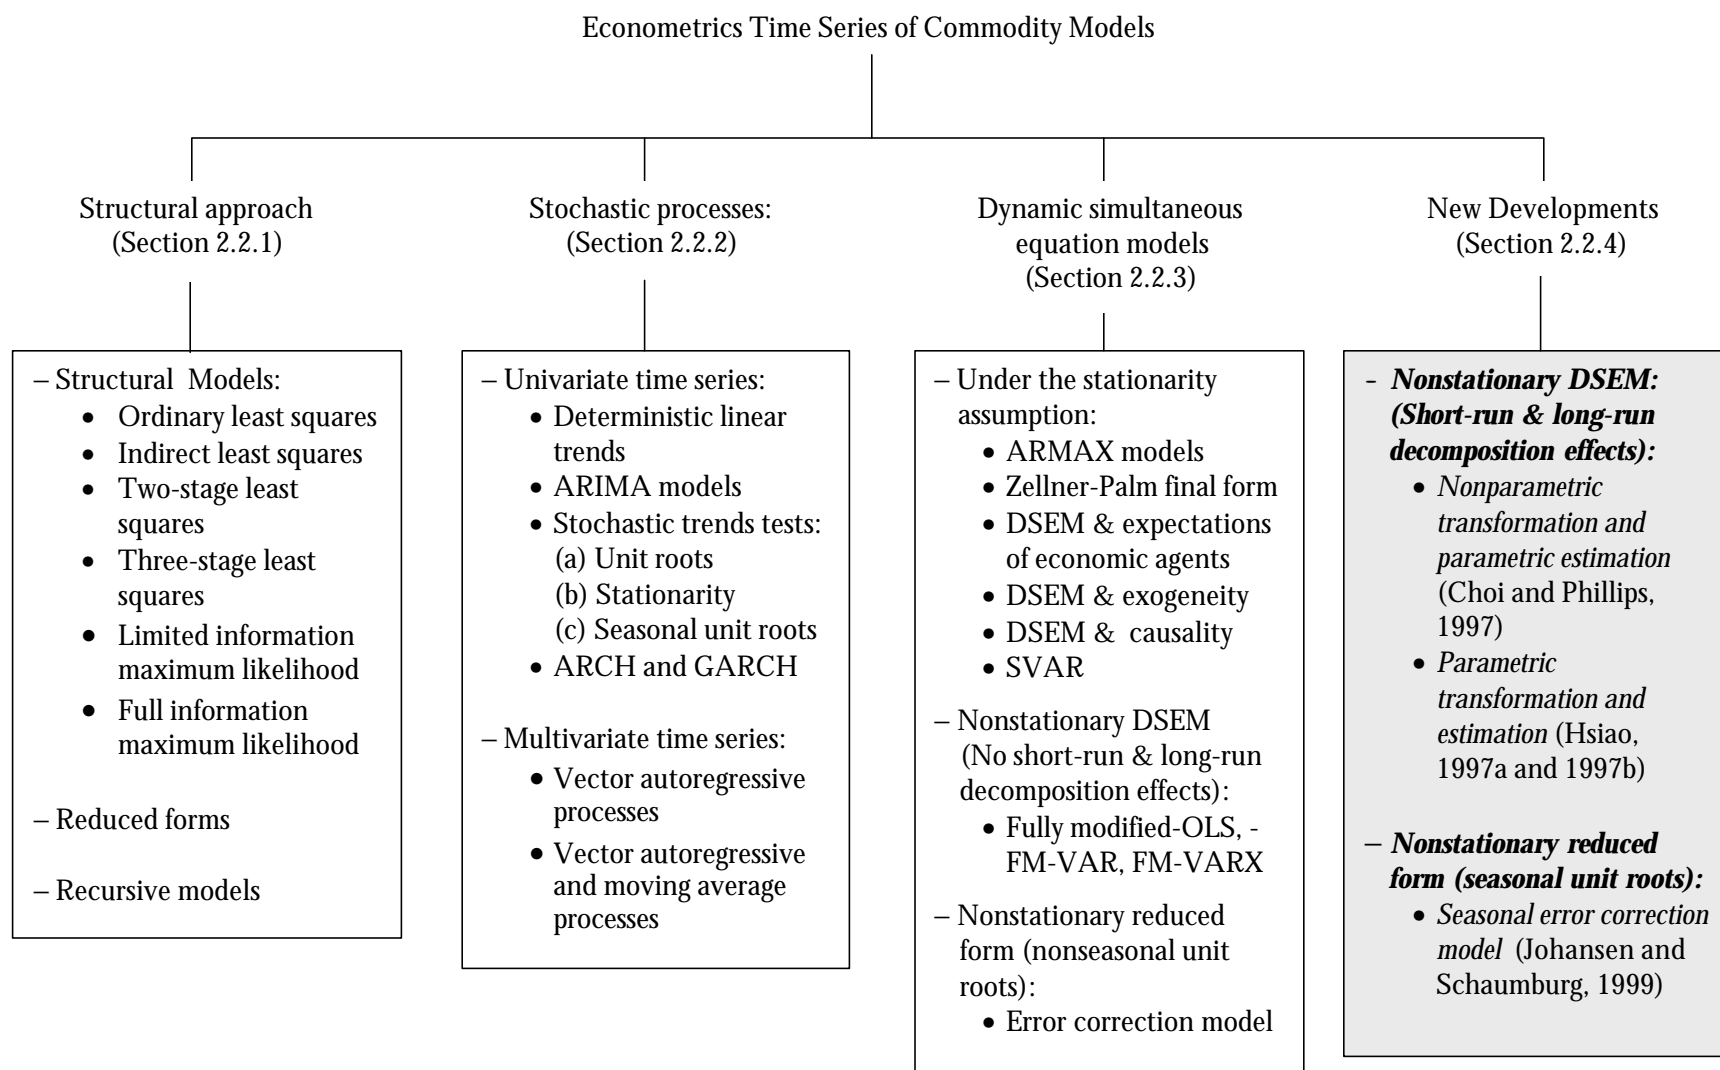 Econometrics Time Series of Commodity Models
Structural approach
(Section 2.2.1)
– Structural Models:
• Ordinary least squares
• Indirect least squares
• Two-stage least
squares
• Three-stage least
squares
• Limited information
maximum likelihood
• Full information
maximum likelihood
– Reduced forms
– Recursive models
Stochastic processes:
(Section 2.2.2)
– Univariate time series:
• Deterministic linear
trends
• ARIMA models
• Stochastic trends tests:
(a) Unit roots
(b) Stationarity
(c) Seasonal unit roots
• ARCH and GARCH
– Multivariate time series:
• Vector autoregressive
processes
• Vector autoregressive
and moving average
processes
Dynamic simultaneous
equation models
(Section 2.2.3)
– Under the stationarity
assumption:
• ARMAX models
• Zellner-Palm final form
• DSEM & expectations
of economic agents
• DSEM & exogeneity
• DSEM & causality
• SVAR
– Nonstationary DSEM
(No short-run & long-run
decomposition effects):
• Fully modified-OLS, -
FM-VAR, FM-VARX
– Nonstationary reduced
form (nonseasonal unit
roots):
• Error correction model
New Developments
(Section 2.2.4)
- Nonstationary DSEM:
(Short-run & long-run
decomposition effects):
• Nonparametric
transformation and
parametric estimation
(Choi and Phillips,
1997)
• Parametric
transformation and
estimation (Hsiao,
1997a and 1997b)
– Nonstationary reduced
form (seasonal unit roots):
• Seasonal error correction
model (Johansen and
Schaumburg, 1999)